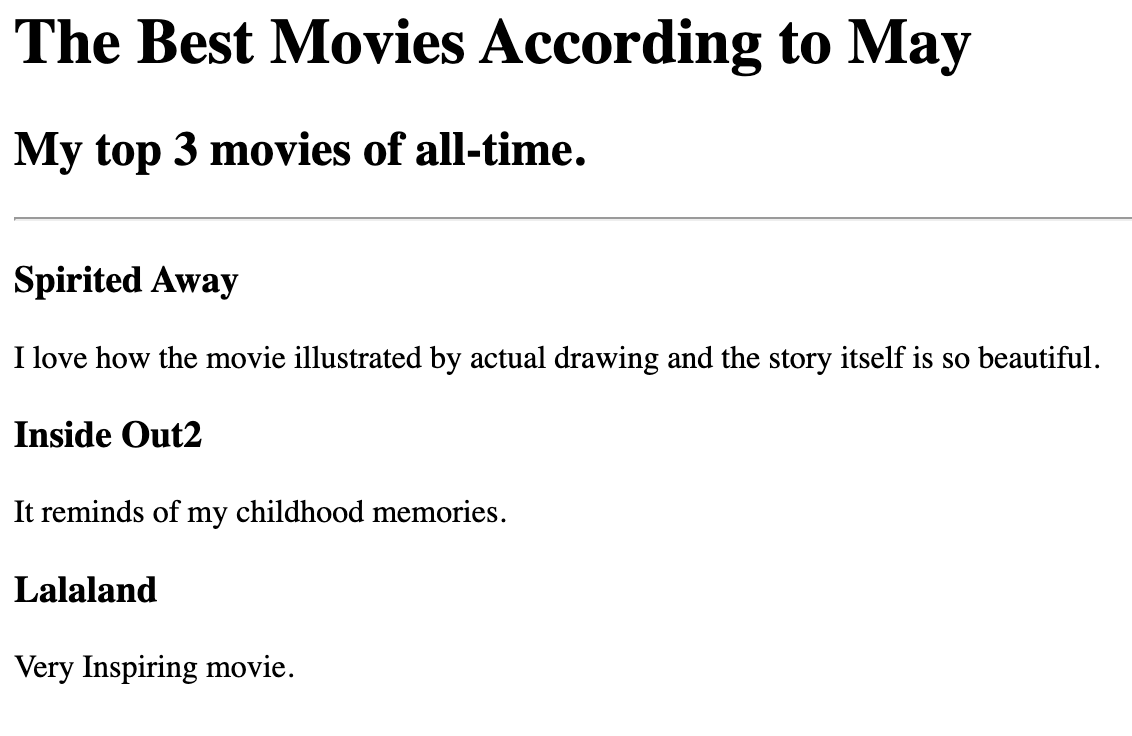 The Best Movies According to May
My top 3 movies of all-time.
Spirited Away
I love how the movie illustrated by actual drawing and the story itself is so beautiful.
Inside Out2
It reminds of my childhood memories.
Lalaland
Very Inspiring movie.